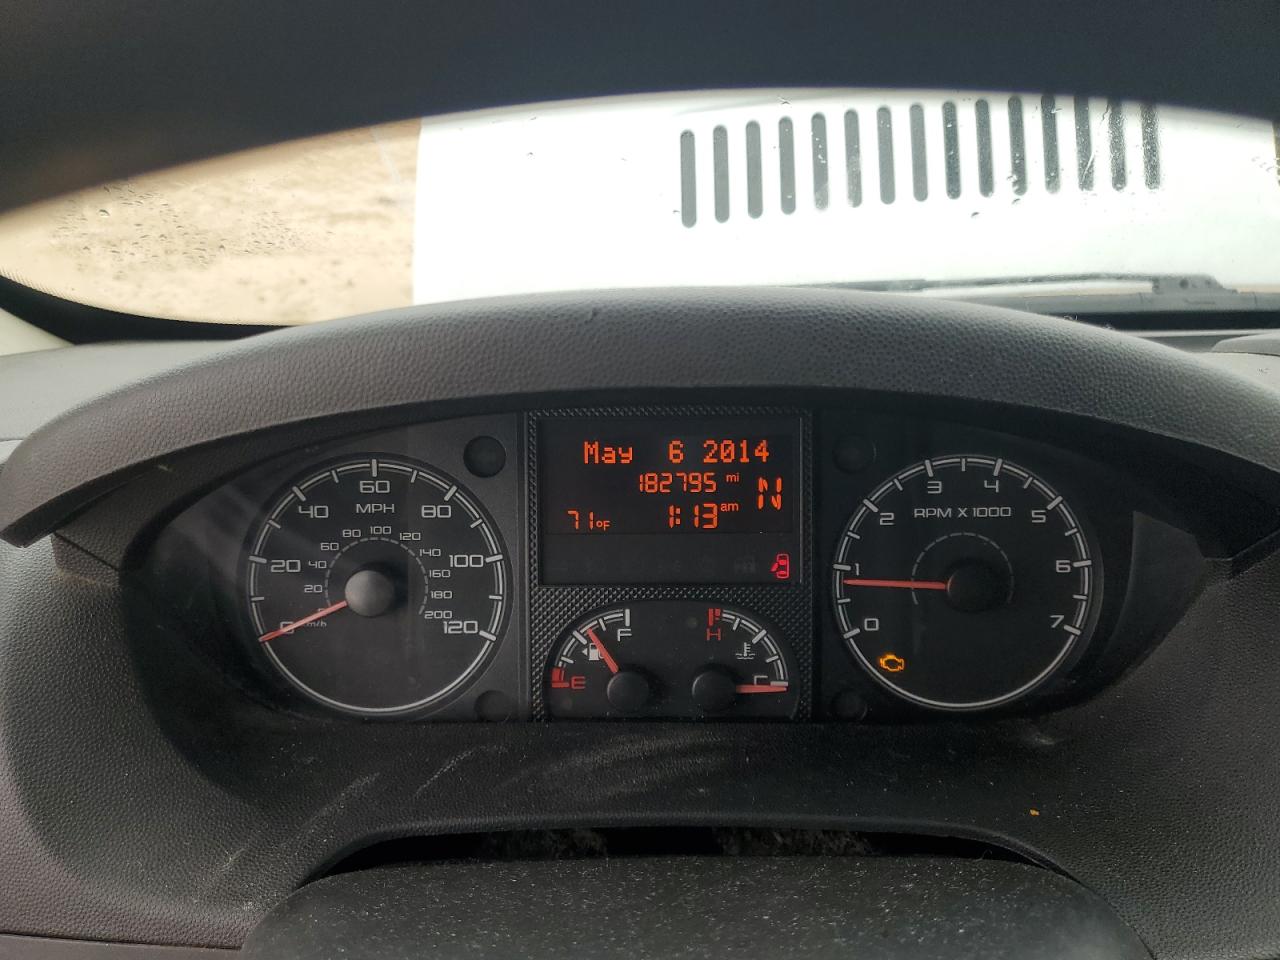 May 6 2014
182795 mi
N
71°F
1:13 am
0 20 40 60 80 100 120
MPH
20 40 60 80 100 120 140 160 180 200
km/h
0 1 2 3 4 5 6 7
RPM X 1000
E F
H C